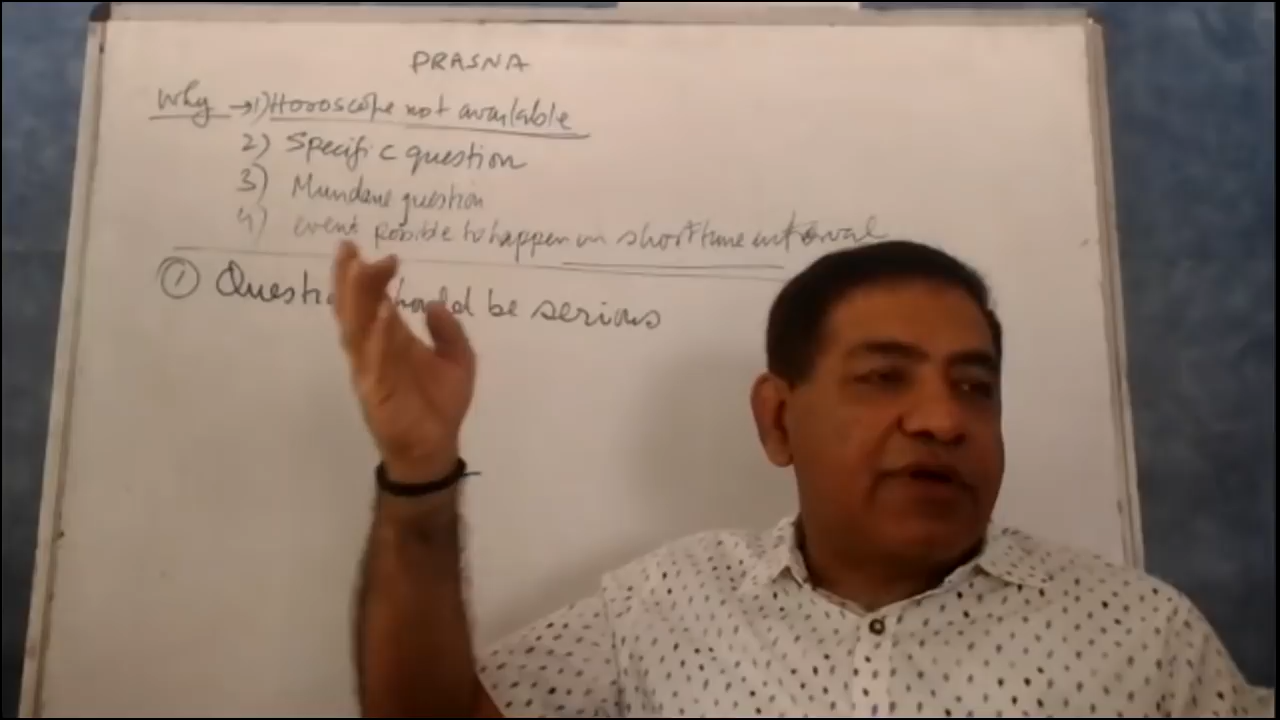 PRASNA
Why → 1) Horoscope not available
2) Specific question
3) Mundane question
4) event possible to happen in short time interval
① Question should be serious